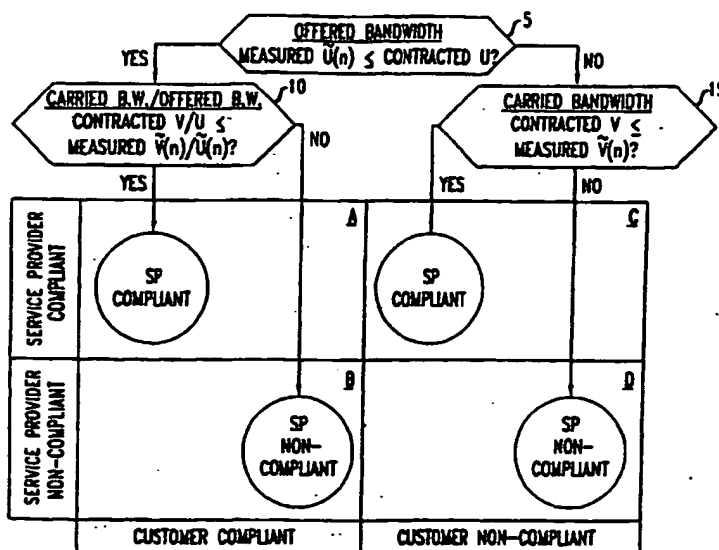 5
OFFERED BANDWIDTH
MEASURED Ũ(n) ≤ CONTRACTED U?
YES
NO
10
CARRIED B.W./OFFERED B.W.
CONTRACTED V/U ≤
MEASURED Ṽ(n)/Ũ(n)?
15
CARRIED BANDWIDTH
CONTRACTED V ≤
MEASURED Ṽ(n)?
YES
NO
YES
NO
SERVICE PROVIDER
COMPLIANT
A
SP
COMPLIANT
C
SP
COMPLIANT
SERVICE PROVIDER
NON-COMPLIANT
B
SP
NON-
COMPLIANT
D
SP
NON-
COMPLIANT
CUSTOMER COMPLIANT
CUSTOMER NON-COMPLIANT